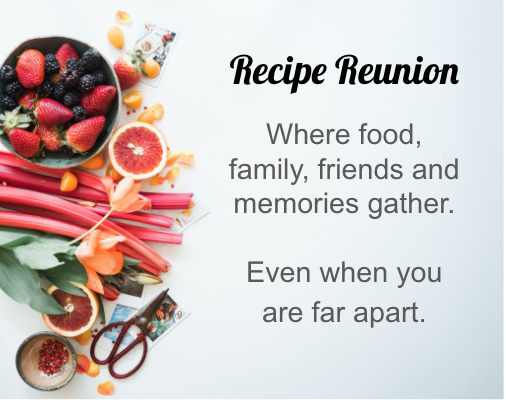 Recipe Reunion
Where food,
family, friends and
memories gather.
Even when you
are far apart.